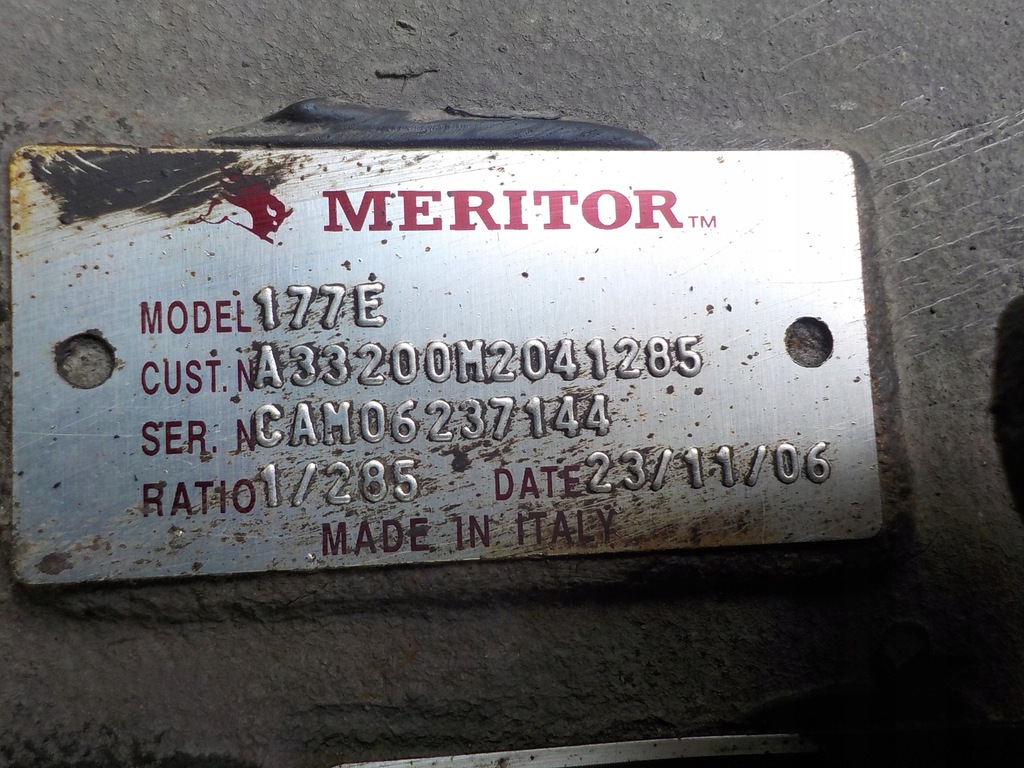 MERITOR™
MODEL 177E
CUST. N A33200M2041285
SER. N CAM06237144
RATIO 1/285 DATE 23/11/06
MADE IN ITALY